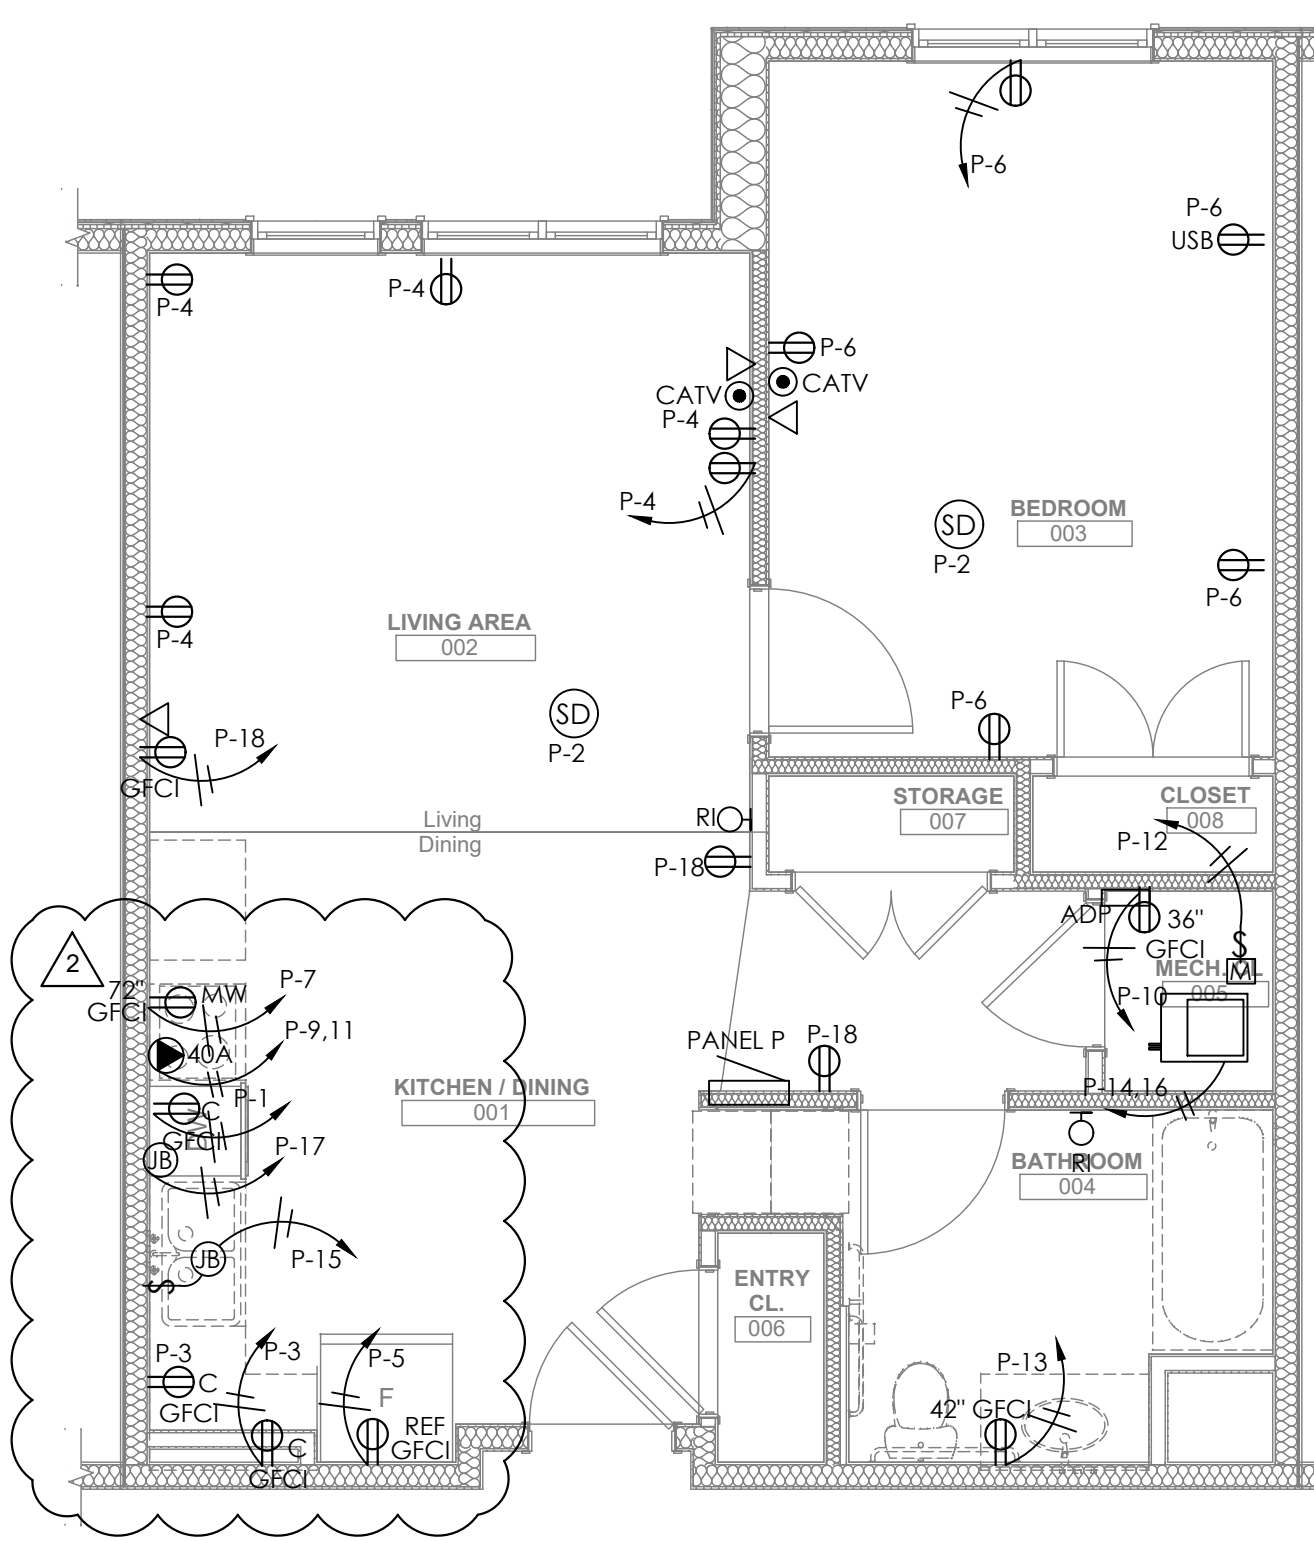 P-6
P-6
USB
P-4
P-4
P-6
CATV
CATV
P-4
P-4
BEDROOM
003
SD
P-2
P-6
P-4
LIVING AREA
002
SD
P-2
P-6
P-18
GFCI
STORAGE
007
CLOSET
008
RI
Living
Dining
P-12
P-18
ADP
36"
GFCI
S
M
MECH. CL
005
P-10
2
72"
GFCI
MW
P-7
P-9,11
40A
PANEL P
P-18
KITCHEN / DINING
001
P-14,16
C
P-1
GFCI
P-17
JB
RI
BATHROOM
004
JB
P-15
S
ENTRY
CL.
006
P-3
C
GFCI
P-3
P-5
F
REF
GFCI
C
GFCI
P-13
42" GFCI